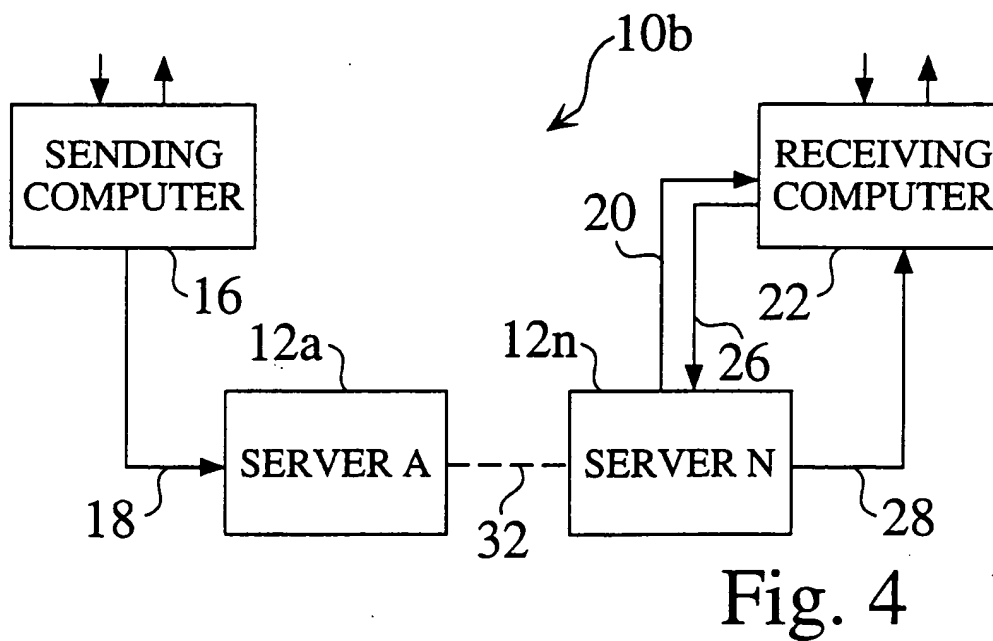 10b
SENDING
COMPUTER
RECEIVING
COMPUTER
20
16
22
12a
12n
26
SERVER A
SERVER N
18
32
28
Fig. 4